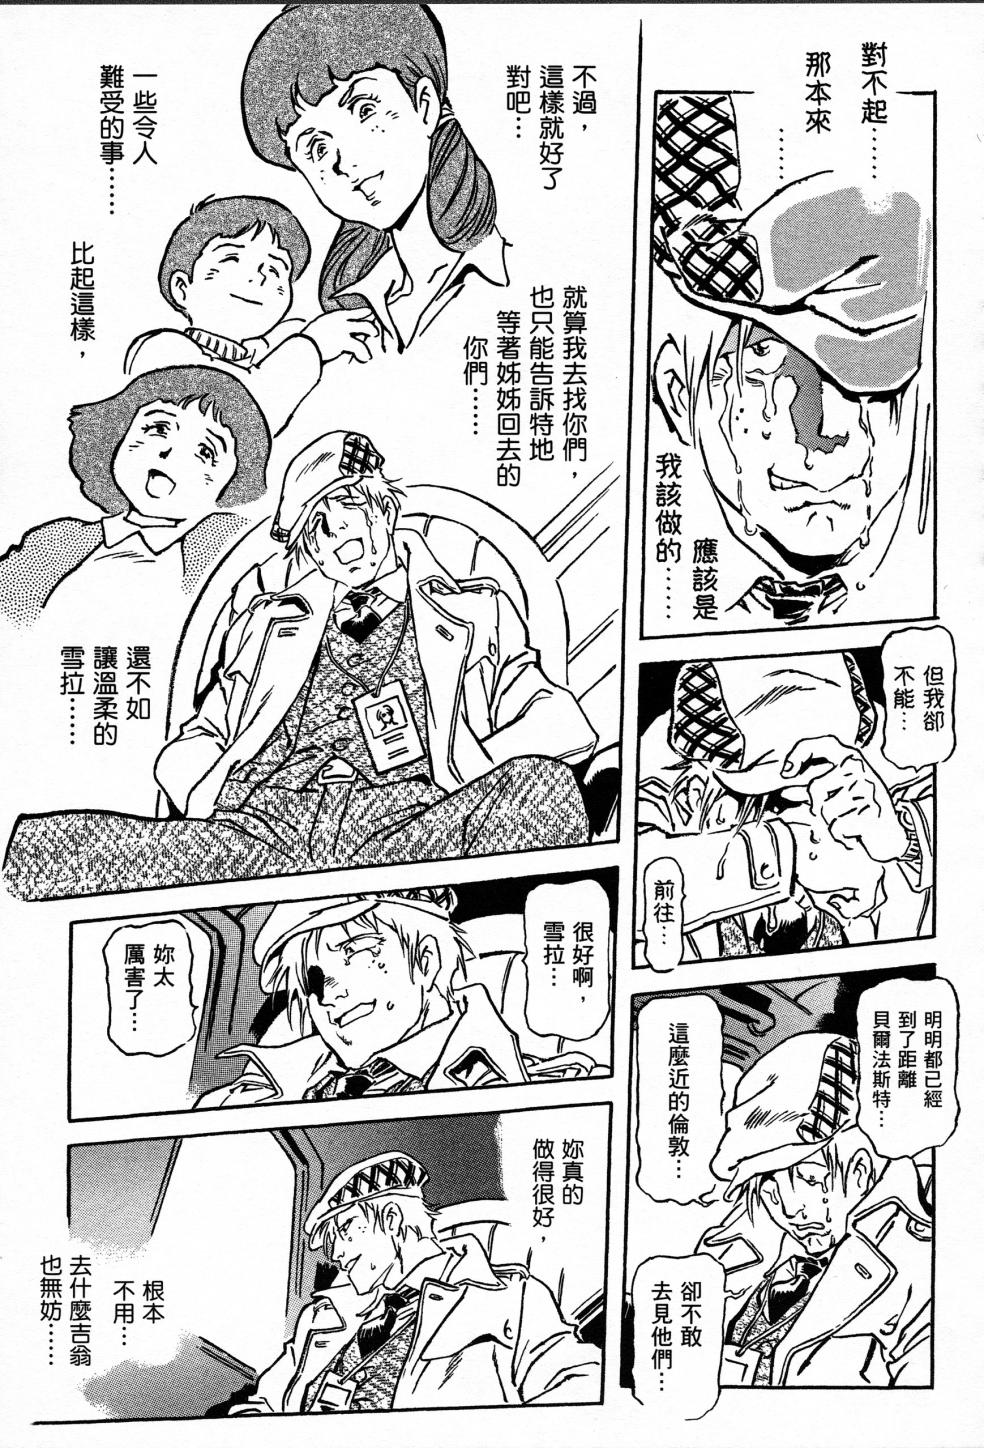 對不起……
那本來
……
應該是
我該做的……
但我卻
不能…
前往…
明明都已經
到了距離
貝爾法斯特…
這麼近的倫敦…
卻不敢
去見他們…
不過，
這樣就好了
對吧…
就算我去找你們，
也只能告訴特地
等著姊姊回去的
你們……
一些令人
難受的事
……
比起這樣，
還不如
讓溫柔的
雪拉……
很好啊，
雪拉…
妳太
厲害了…
妳真的
做得很好，
根本
不用…
去什麼吉翁
也無妨……